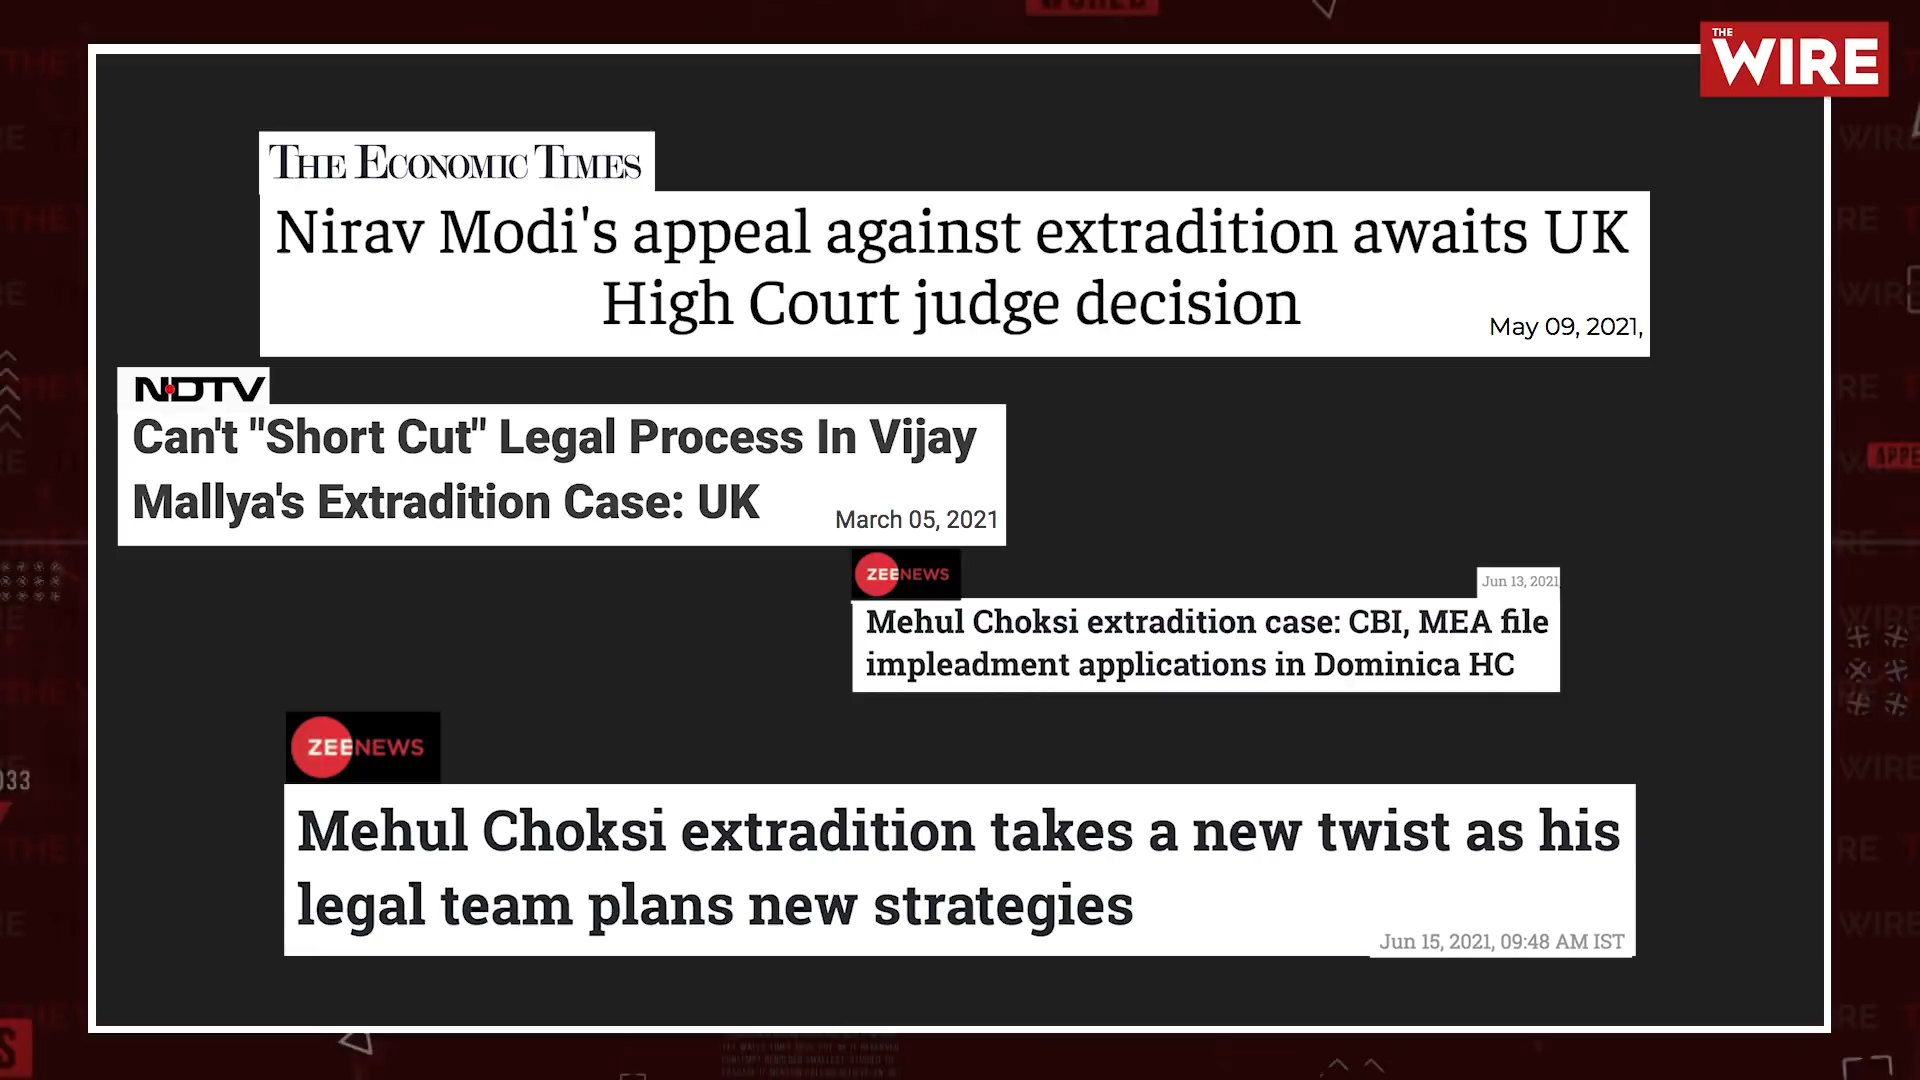 THE WIRE
THE ECONOMIC TIMES
Nirav Modi's appeal against extradition awaits UK
High Court judge decision
May 09, 2021,
NDTV
Can't "Short Cut" Legal Process In Vijay
Mallya's Extradition Case: UK
March 05, 2021
ZEENEWS
Jun 13, 2021
Mehul Choksi extradition case: CBI, MEA file
impleadment applications in Dominica HC
ZEENEWS
Mehul Choksi extradition takes a new twist as his
legal team plans new strategies
Jun 15, 2021, 09:48 AM IST